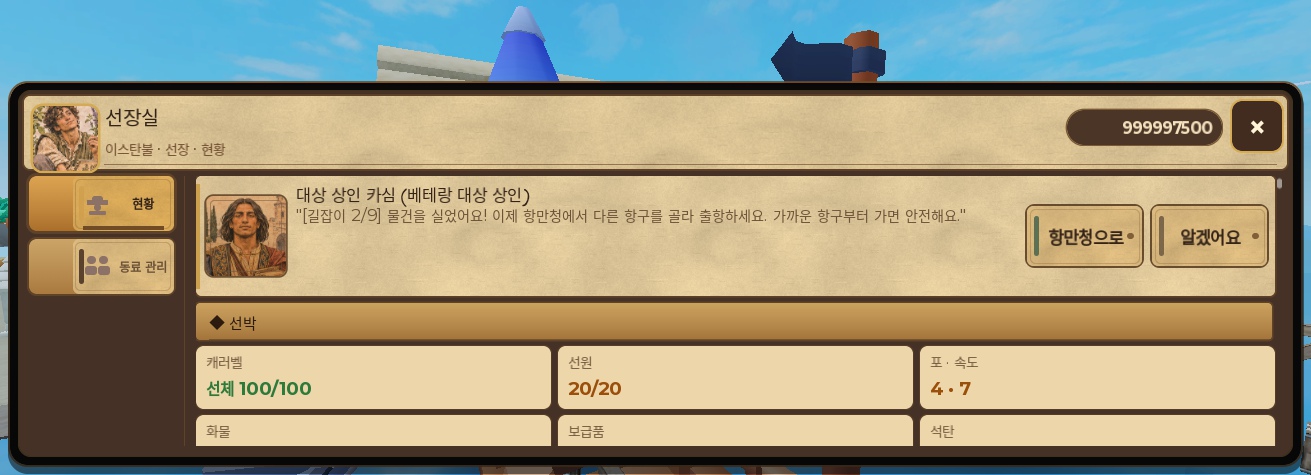 선장실
이스탄불 · 선장 · 현황
999997500
×
현황
동료 관리
대상 상인 카심 (베테랑 대상 상인)
"[길잡이 2/9] 물건을 실었어요! 이제 항만청에서 다른 항구를 골라 출항하세요. 가까운 항구부터 가면 안전해요."
항만청으로
알겠어요
◆ 선박
캐러벨
선체 100/100
선원
20/20
포 · 속도
4 · 7
화물
보급품
석탄